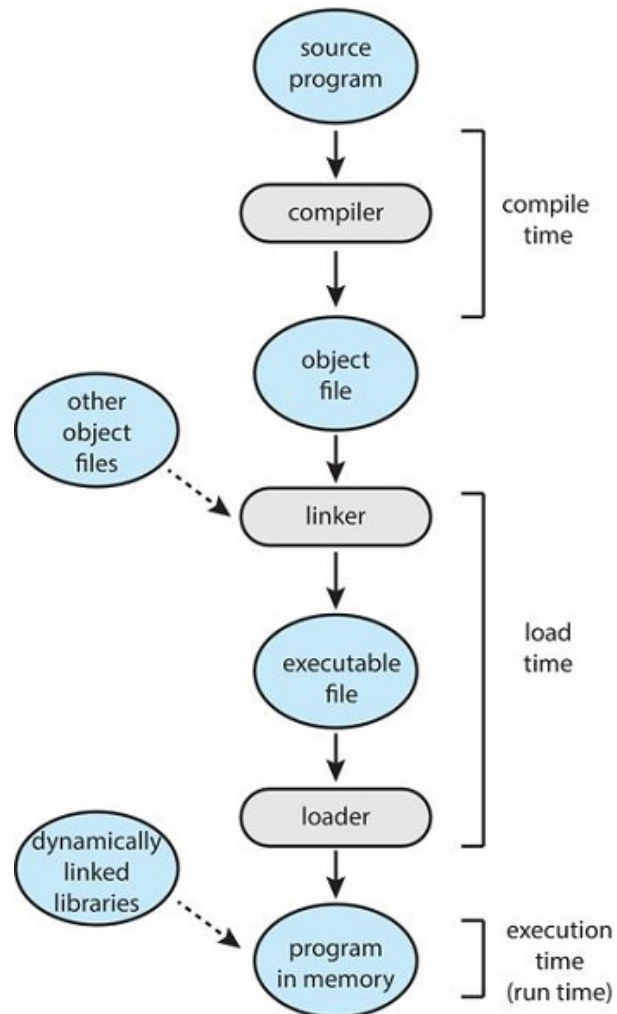 source
program
compiler
compile
time
object
file
other
object
files
linker
executable
file
load
time
loader
dynamically
linked
libraries
program
in memory
execution
time
(run time)